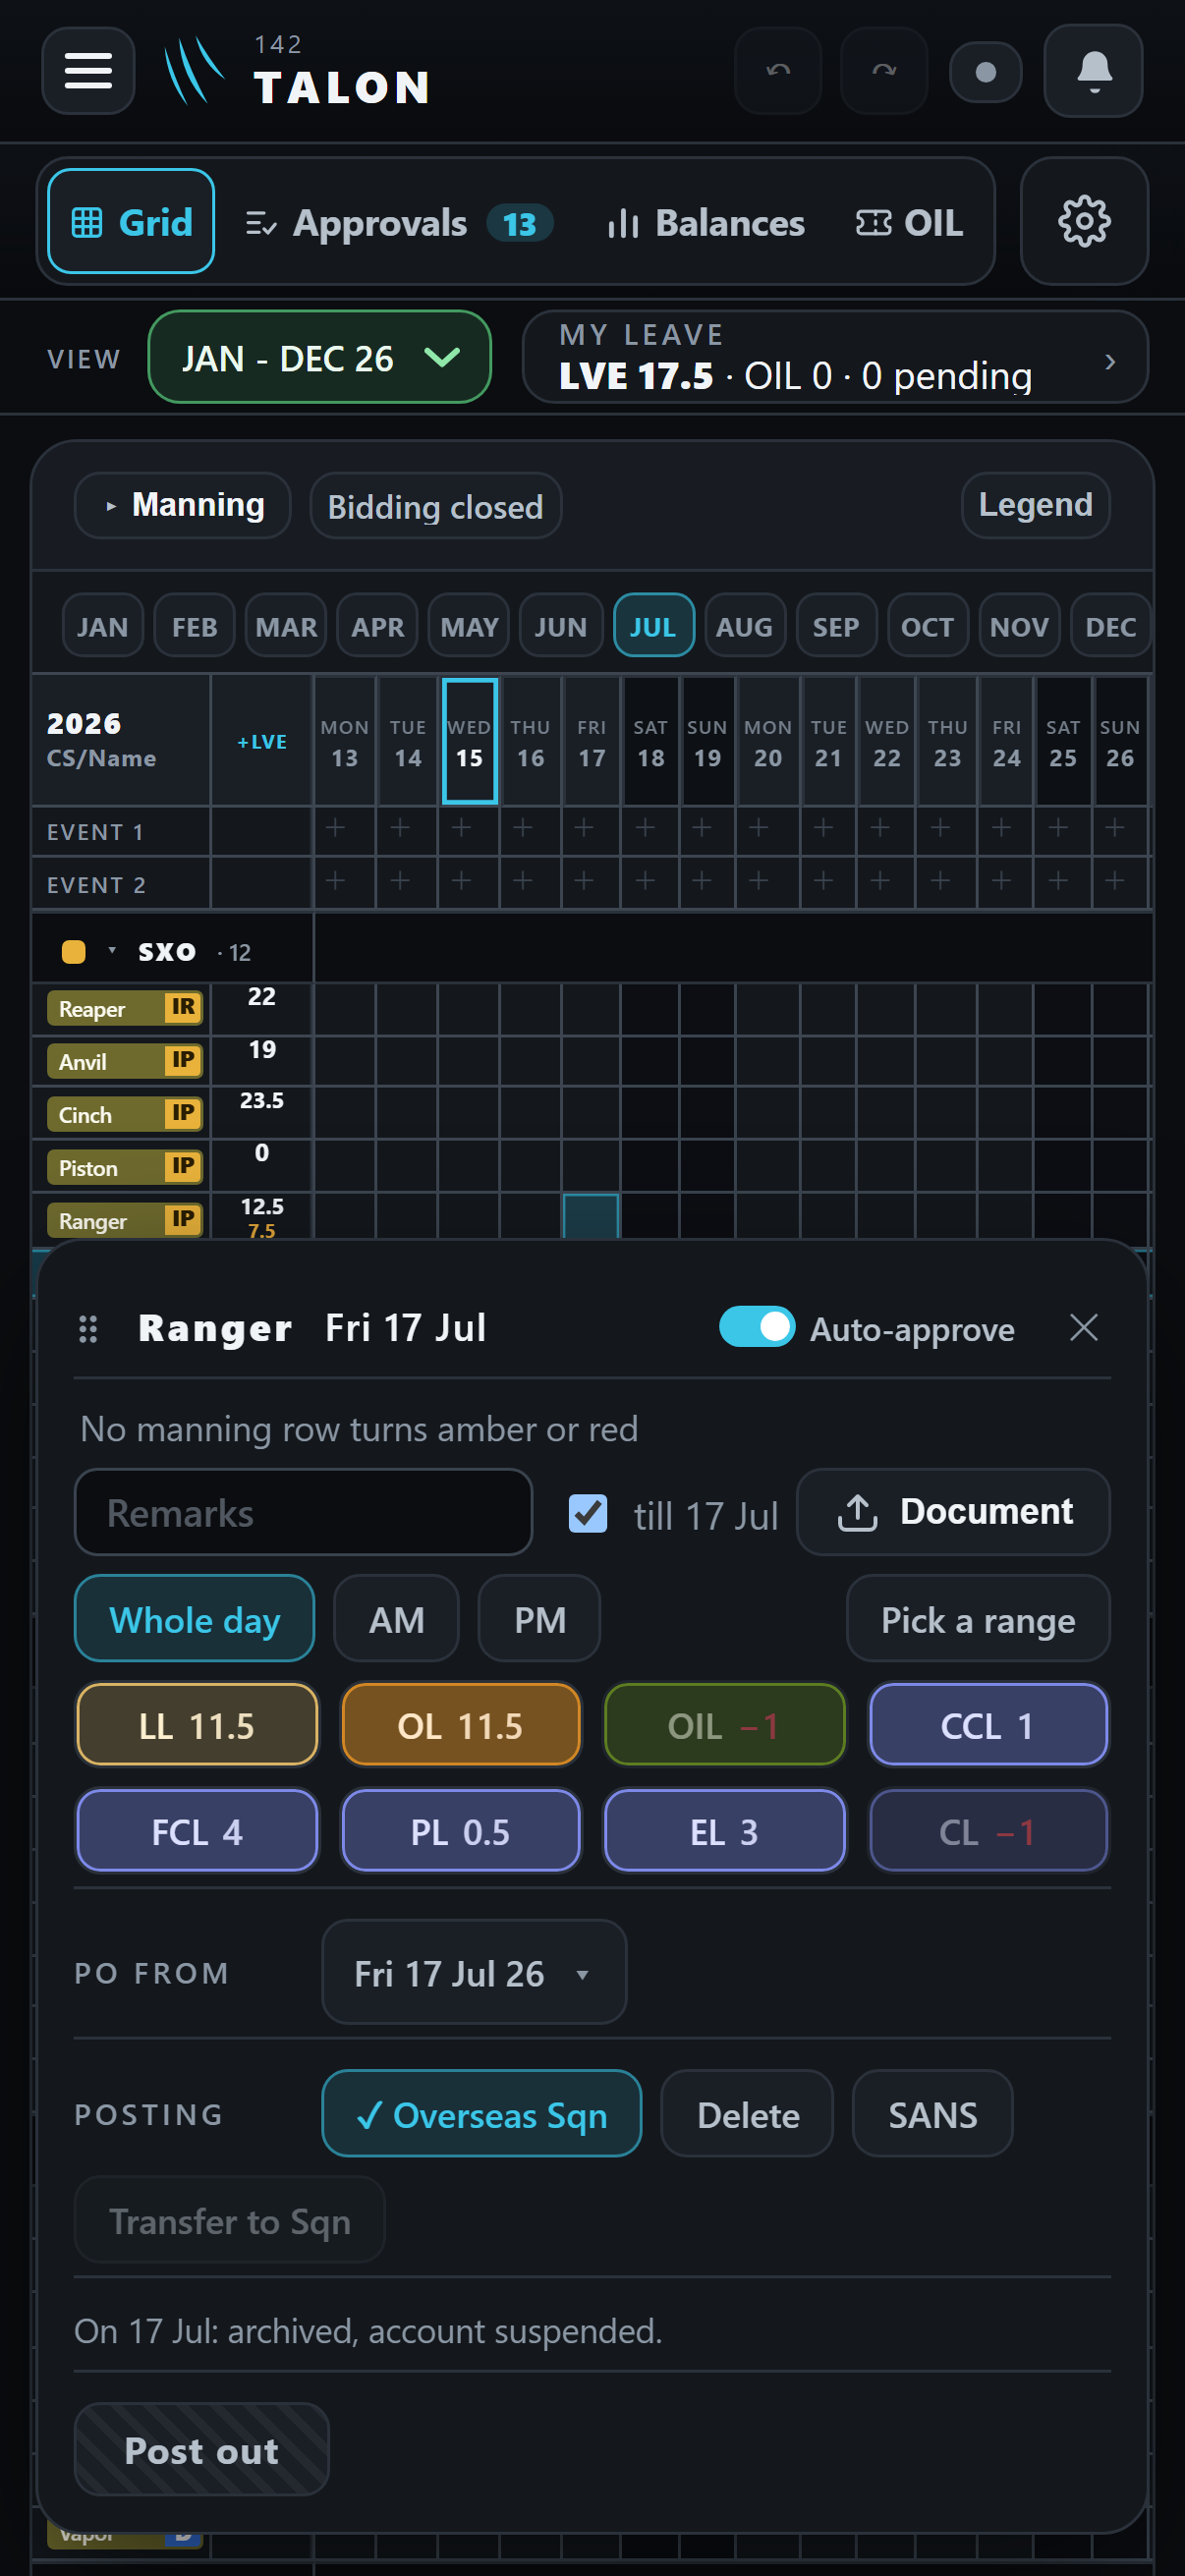 142
TALON
Grid Approvals 13 Balances OIL
VIEW JAN - DEC 26 MY LEAVE
LVE 17.5 · OIL 0 · 0 pending
Manning Bidding closed Legend
JAN FEB MAR APR MAY JUN JUL AUG SEP OCT NOV DEC
2026 +LVE MON TUE WED THU FRI SAT SUN MON TUE WED THU FRI SAT SUN
CS/Name 13 14 15 16 17 18 19 20 21 22 23 24 25 26
EVENT 1 + + + + + + + + + + + + + +
EVENT 2 + + + + + + + + + + + + + +
SXO · 12
Reaper IR 22
Anvil IP 19
Cinch IP 23.5
Piston IP 0
Ranger IP 12.5
7.5
Ranger Fri 17 Jul Auto-approve
No manning row turns amber or red
Remarks till 17 Jul Document
Whole day AM PM Pick a range
LL 11.5 OL 11.5 OIL −1 CCL 1
FCL 4 PL 0.5 EL 3 CL −1
PO FROM Fri 17 Jul 26
POSTING ✓ Overseas Sqn Delete SANS
Transfer to Sqn
On 17 Jul: archived, account suspended.
Post out
Vapor